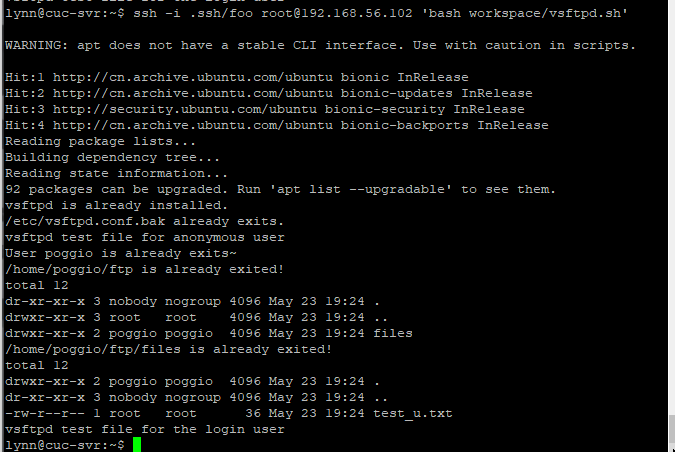 lynn@cuc-svr:~$ ssh -i .ssh/foo root@192.168.56.102 'bash workspace/vsftpd.sh'
WARNING: apt does not have a stable CLI interface. Use with caution in scripts.
Hit:1 http://cn.archive.ubuntu.com/ubuntu bionic InRelease
Hit:2 http://cn.archive.ubuntu.com/ubuntu bionic-updates InRelease
Hit:3 http://security.ubuntu.com/ubuntu bionic-security InRelease
Hit:4 http://cn.archive.ubuntu.com/ubuntu bionic-backports InRelease
Reading package lists...
Building dependency tree...
Reading state information...
92 packages can be upgraded. Run 'apt list --upgradable' to see them.
vsftpd is already installed.
/etc/vsftpd.conf.bak already exits.
vsftpd test file for anonymous user
User poggio is already exits~
/home/poggio/ftp is already exited!
total 12
dr-xr-xr-x 3 nobody nogroup 4096 May 23 19:24 .
drwxr-xr-x 3 root   root    4096 May 23 19:24 ..
drwxr-xr-x 2 poggio poggio  4096 May 23 19:24 files
/home/poggio/ftp/files is already exited!
total 12
drwxr-xr-x 2 poggio poggio  4096 May 23 19:24 .
dr-xr-xr-x 3 nobody nogroup 4096 May 23 19:24 ..
-rw-r--r-- 1 root   root      36 May 23 19:24 test_u.txt
vsftpd test file for the login user
lynn@cuc-svr:~$